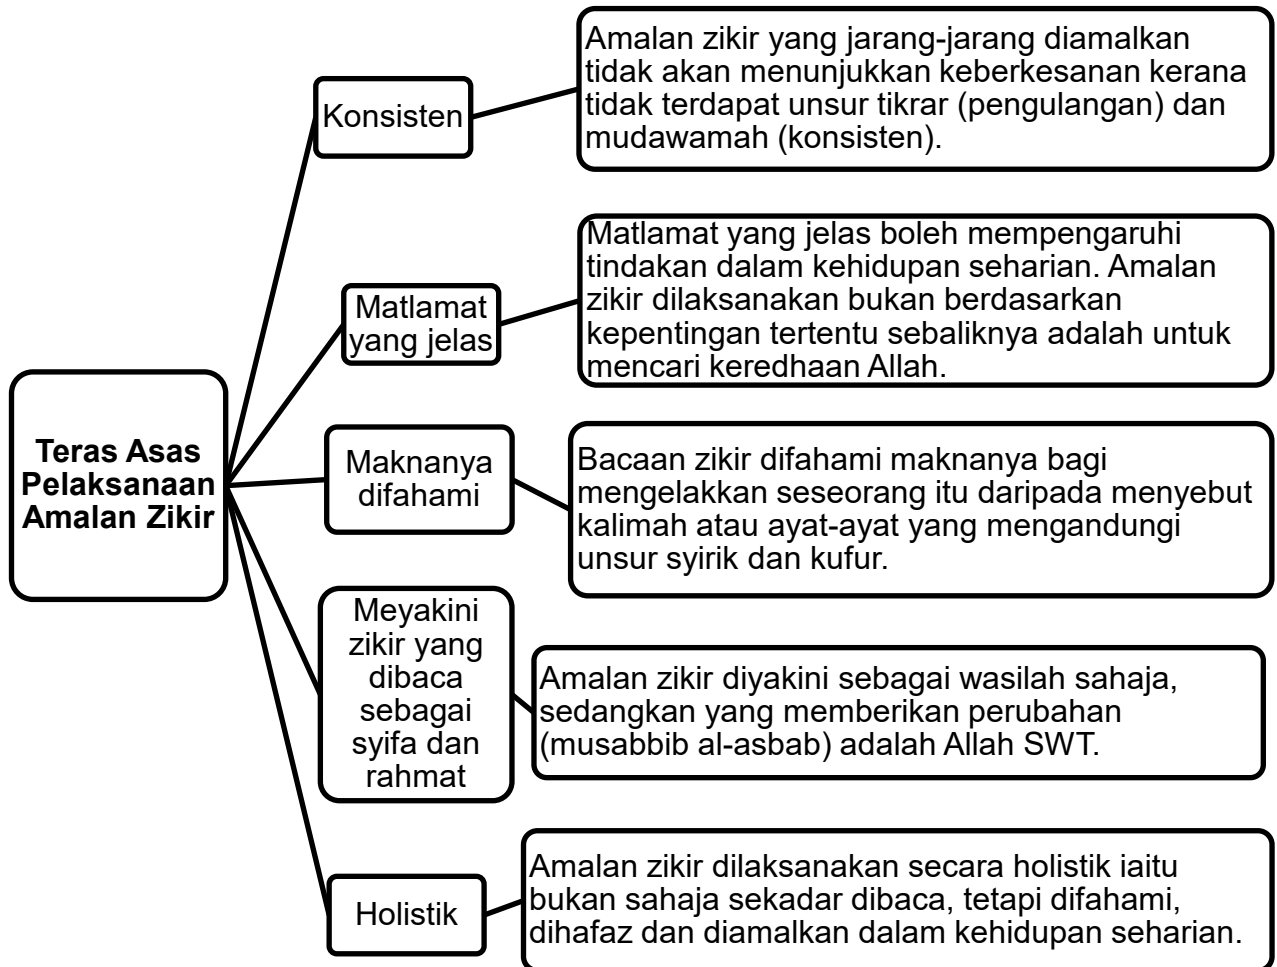 Teras Asas
Pelaksanaan
Amalan Zikir
Konsisten
Amalan zikir yang jarang-jarang diamalkan
tidak akan menunjukkan keberkesanan kerana
tidak terdapat unsur tikrar (pengulangan) dan
mudawamah (konsisten).
Matlamat
yang jelas
Matlamat yang jelas boleh mempengaruhi
tindakan dalam kehidupan seharian. Amalan
zikir dilaksanakan bukan berdasarkan
kepentingan tertentu sebaliknya adalah untuk
mencari keredhaan Allah.
Maknanya
difahami
Bacaan zikir difahami maknanya bagi
mengelakkan seseorang itu daripada menyebut
kalimah atau ayat-ayat yang mengandungi
unsur syirik dan kufur.
Meyakini
zikir yang
dibaca
sebagai
syifa dan
rahmat
Amalan zikir diyakini sebagai wasilah sahaja,
sedangkan yang memberikan perubahan
(musabbib al-asbab) adalah Allah SWT.
Holistik
Amalan zikir dilaksanakan secara holistik iaitu
bukan sahaja sekadar dibaca, tetapi difahami,
dihafaz dan diamalkan dalam kehidupan seharian.